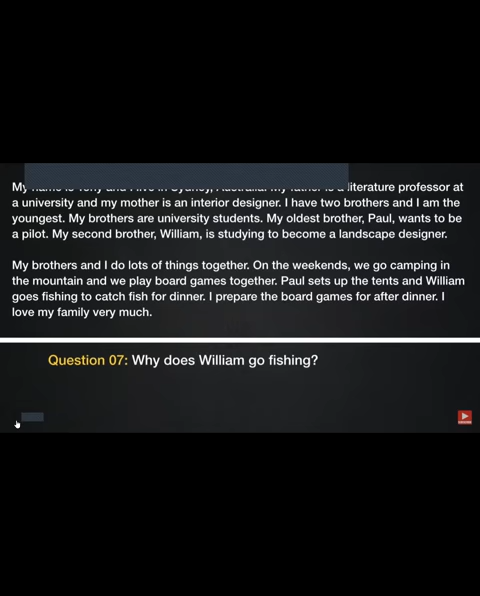 literature professor at
a university and my mother is an interior designer. I have two brothers and I am the
youngest. My brothers are university students. My oldest brother, Paul, wants to be
a pilot. My second brother, William, is studying to become a landscape designer.
My brothers and I do lots of things together. On the weekends, we go camping in
the mountain and we play board games together. Paul sets up the tents and William
goes fishing to catch fish for dinner. I prepare the board games for after dinner. I
love my family very much.
Question 07: Why does William go fishing?